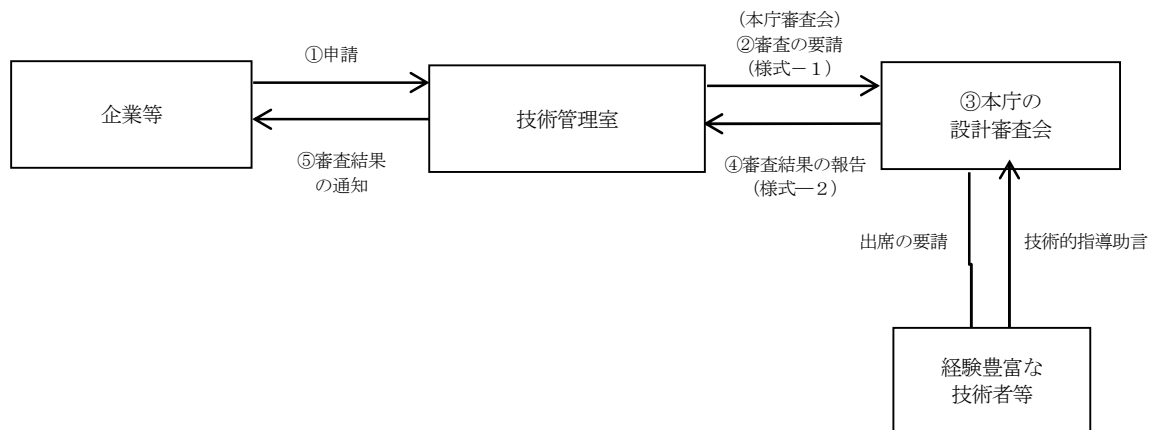 (本庁審査会)
②審査の要請
(様式－１)
①申請
企業等
技術管理室
③本庁の
設計審査会
⑤審査結果
の通知
④審査結果の報告
(様式―２)
出席の要請
技術的指導助言
経験豊富な
技術者等